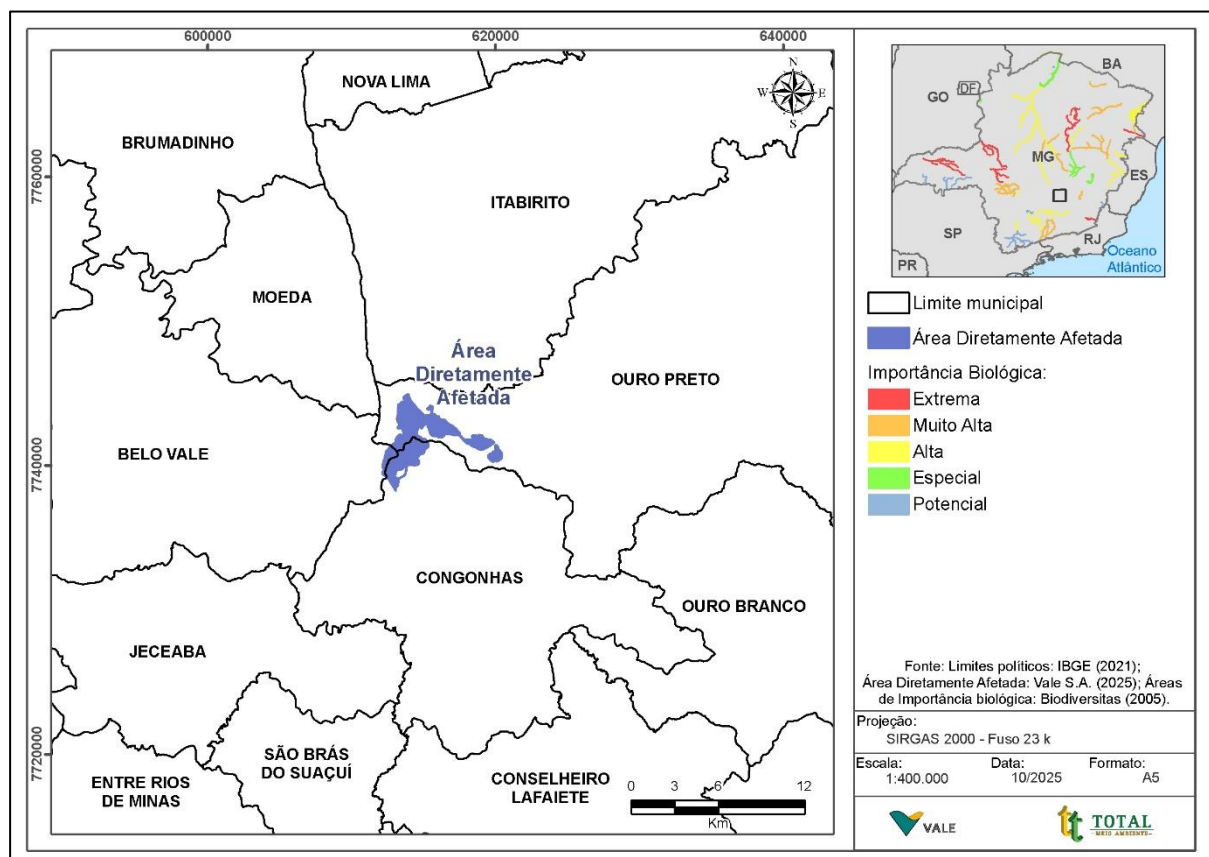 600000
620000
640000
7760000
7740000
7720000
NOVA LIMA
N
W
E
S
BRUMADINHO
ITABIRITO
MOEDA
Área
Diretamente
Afetada
OURO PRETO
BELO VALE
CONGONHAS
OURO BRANCO
JECEABA
SÃO BRÁS
DO SUAÇUÍ
ENTRE RIOS
DE MINAS
CONSELHEIRO
LAFAIETE
0 3 6 12
Km
BA
GO
DF
MG
ES
SP
RJ
PR
Oceano
Atlântico
Limite municipal
Área Diretamente Afetada
Importância Biológica:
Extrema
Muito Alta
Alta
Especial
Potencial
Fonte: Limites políticos: IBGE (2021);
Área Diretamente Afetada: Vale S.A. (2025); Áreas
de Importância biológica: Biodiversitas (2005).
Projeção:
SIRGAS 2000 - Fuso 23 k
Escala: Data: Formato:
1:400.000 10/2025 A5
VALE
tt TOTAL
MEIO AMBIENTE